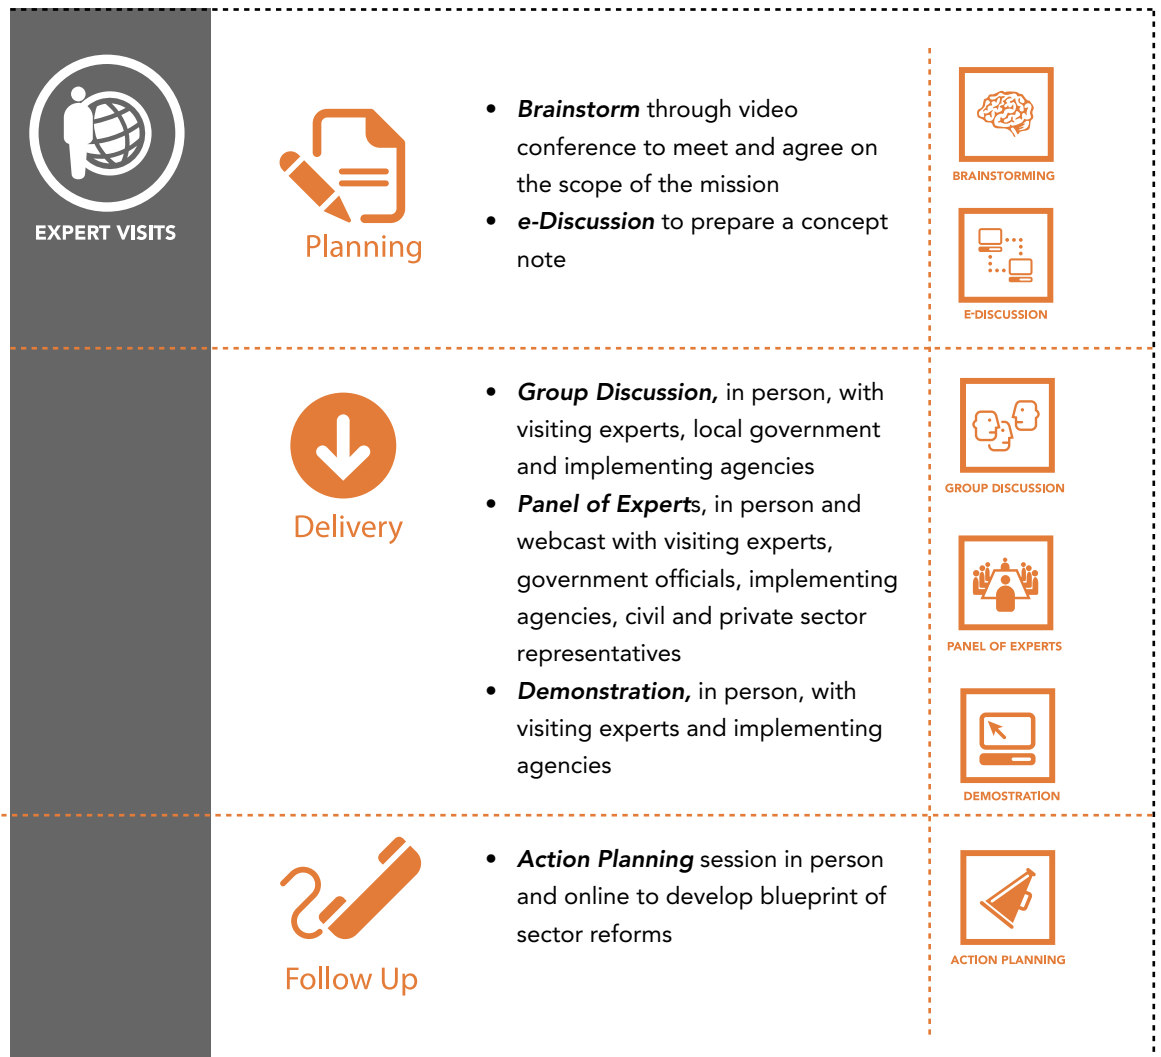 EXPERT VISITS
Planning
• Brainstorm through video
conference to meet and agree on
the scope of the mission
• e-Discussion to prepare a concept
note
BRAINSTORMING
E-DISCUSSION
Delivery
• Group Discussion, in person, with
visiting experts, local government
and implementing agencies
• Panel of Experts, in person and
webcast with visiting experts,
government officials, implementing
agencies, civil and private sector
representatives
• Demonstration, in person, with
visiting experts and implementing
agencies
GROUP DISCUSSION
PANEL OF EXPERTS
DEMOSTRATION
Follow Up
• Action Planning session in person
and online to develop blueprint of
sector reforms
ACTION PLANNING